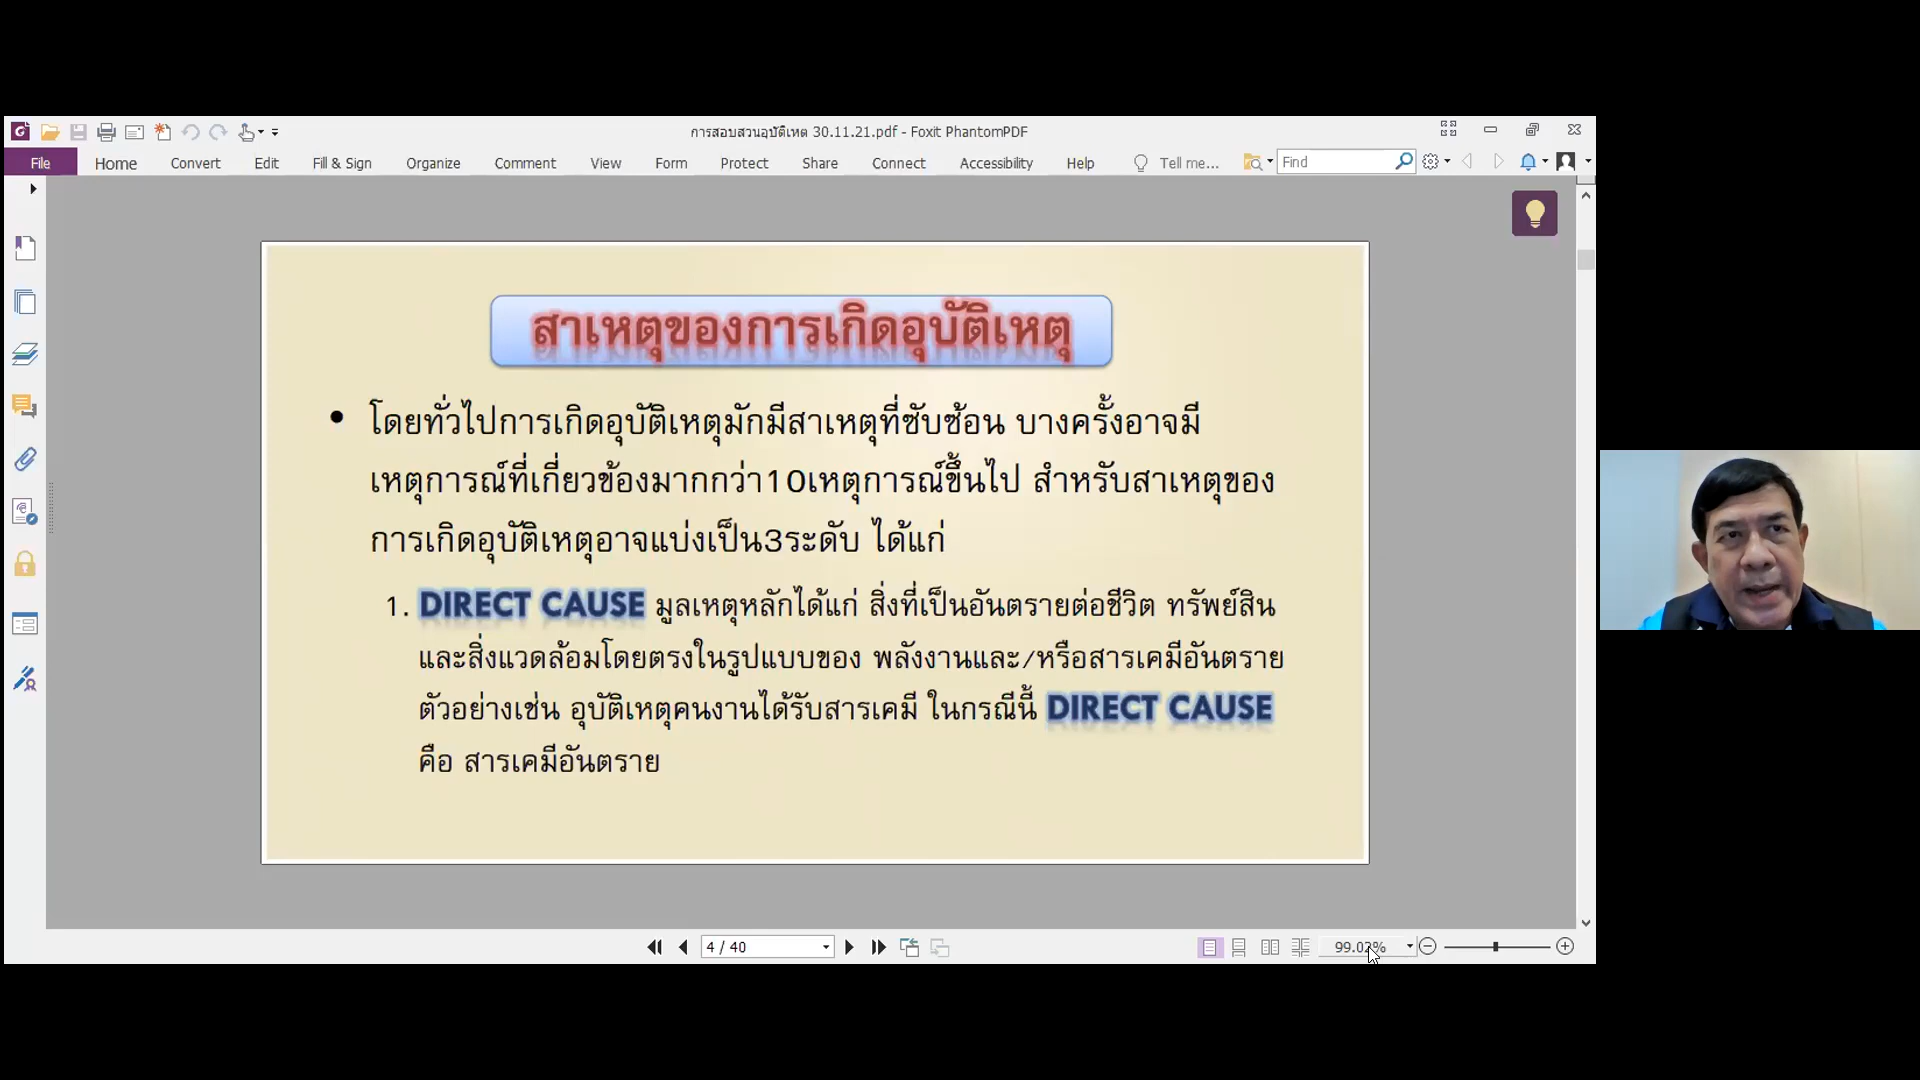 การสอบสวนอุบัติเหต 30.11.21.pdf - Foxit PhantomPDF
File Home Convert Edit Fill & Sign Organize Comment View Form Protect Share Connect Accessibility Help Tell me... Find
สาเหตุของการเกิดอุบัติเหตุ
• โดยทั่วไปการเกิดอุบัติเหตุมักมีสาเหตุที่ซับซ้อน บางครั้งอาจมี
เหตุการณ์ที่เกี่ยวข้องมากกว่า10เหตุการณ์ขึ้นไป สำหรับสาเหตุของ
การเกิดอุบัติเหตุอาจแบ่งเป็น3ระดับ ได้แก่
1. DIRECT CAUSE มูลเหตุหลักได้แก่ สิ่งที่เป็นอันตรายต่อชีวิต ทรัพย์สิน
และสิ่งแวดล้อมโดยตรงในรูปแบบของ พลังงานและ/หรือสารเคมีอันตราย
ตัวอย่างเช่น อุบัติเหตุคนงานได้รับสารเคมี ในกรณีนี้ DIRECT CAUSE
คือ สารเคมีอันตราย
4 / 40 99.02%